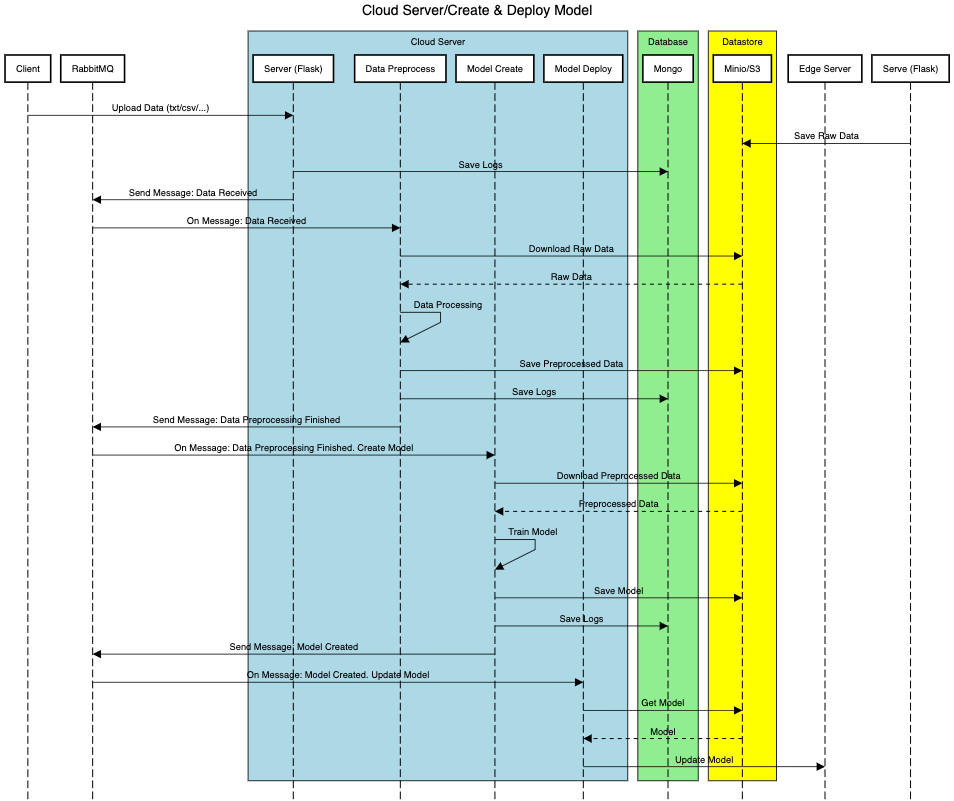 Cloud Server/Create & Deploy Model
Cloud Server
Database
Datastore
Client
RabbitMQ
Server (Flask)
Data Preprocess
Model Create
Model Deploy
Mongo
Minio/S3
Edge Server
Serve (Flask)
Upload Data (txt/csv/...)
Save Raw Data
Save Logs
Send Message: Data Received
On Message: Data Received
Download Raw Data
Raw Data
Data Processing
Save Preprocessed Data
Save Logs
Send Message: Data Preprocessing Finished
On Message: Data Preprocessing Finished. Create Model
Download Preprocessed Data
Preprocessed Data
Train Model
Save Model
Save Logs
Send Message: Model Created
On Message: Model Created. Update Model
Get Model
Model
Update Model